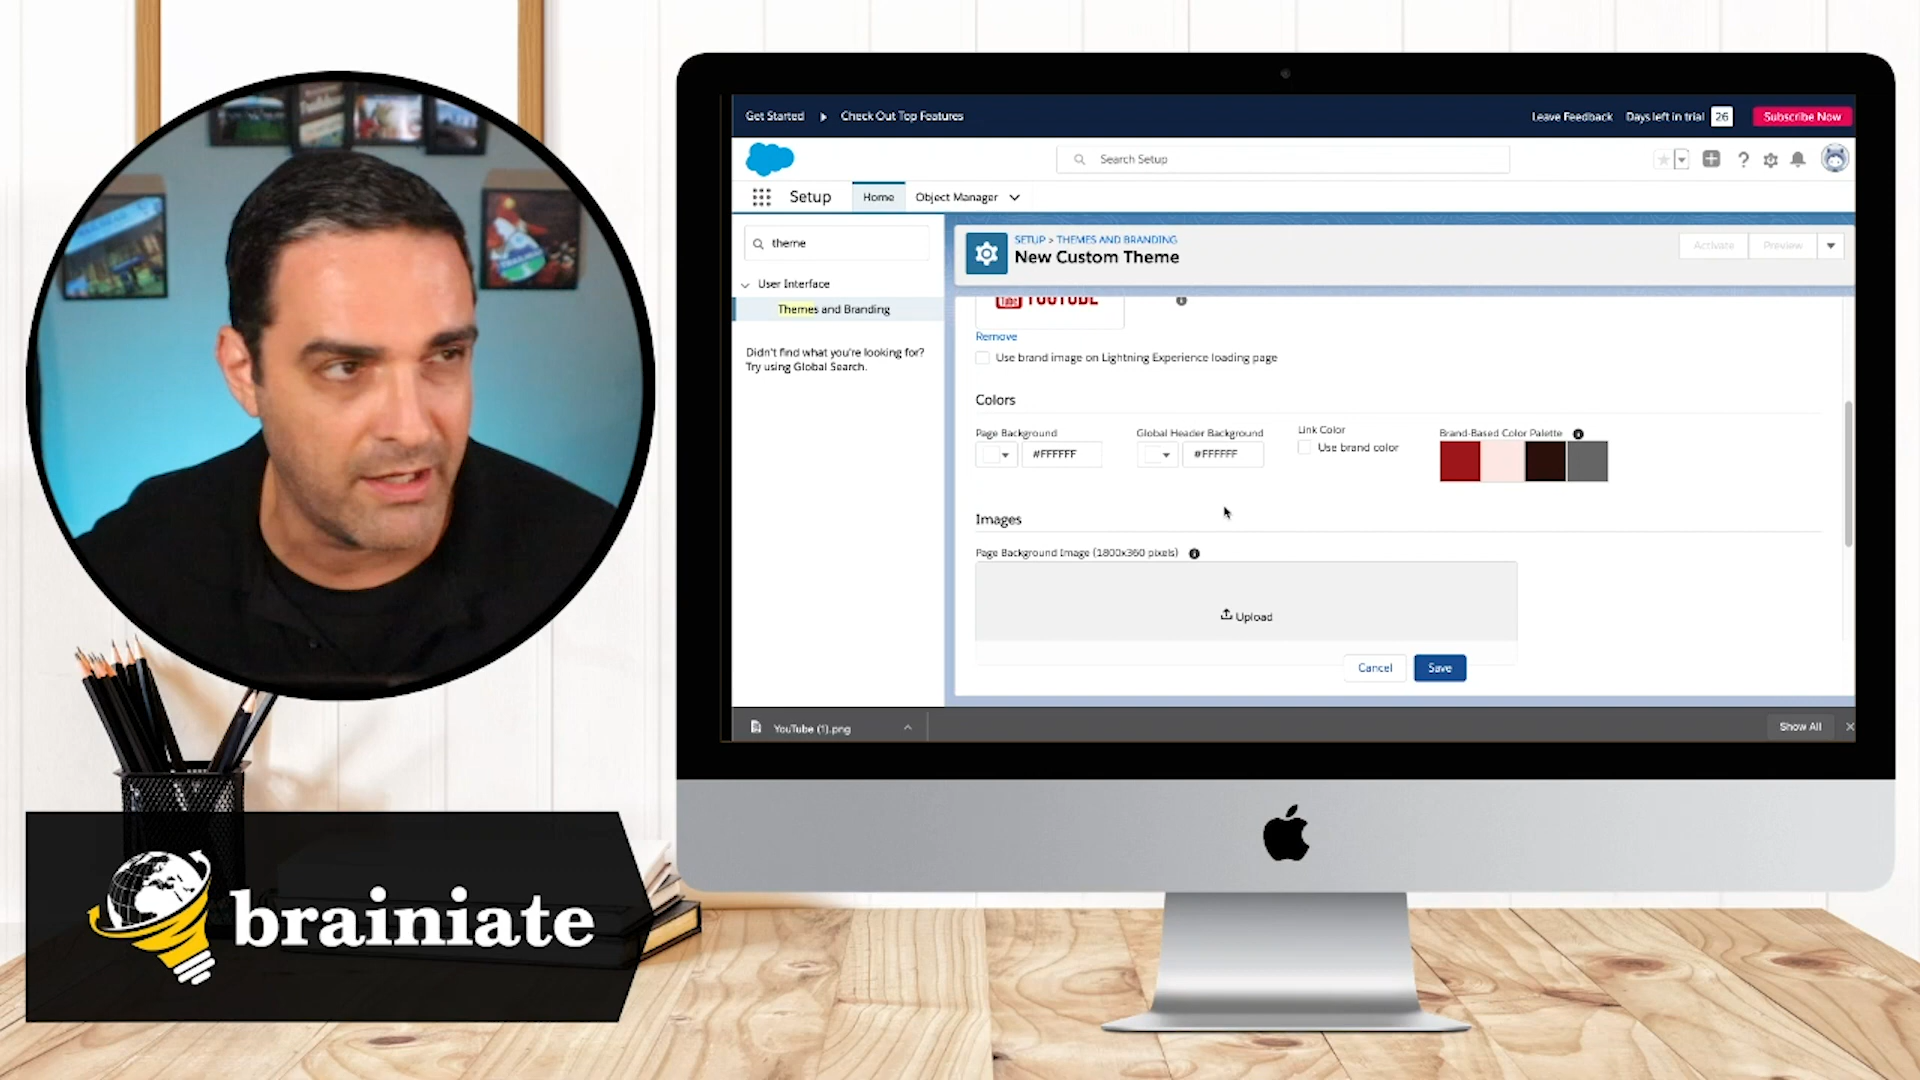 Get Started
Check Out Top Features
Leave Feedback
Days left in trial
26
Subscribe Now
Search Setup
Setup
Home
Object Manager
theme
User Interface
Themes and Branding
Didn't find what you're looking for?
Try using Global Search.
SETUP > THEMES AND BRANDING
New Custom Theme
Activate
Preview
Tube YOUTUBE
Remove
Use brand image on Lightning Experience loading page
Colors
Page Background
#FFFFFF
Global Header Background
#FFFFFF
Link Color
Use brand color
Brand-Based Color Palette
Images
Page Background Image (1800x360 pixels)
Upload
Cancel
Save
YouTube (1).png
Show All
brainiate